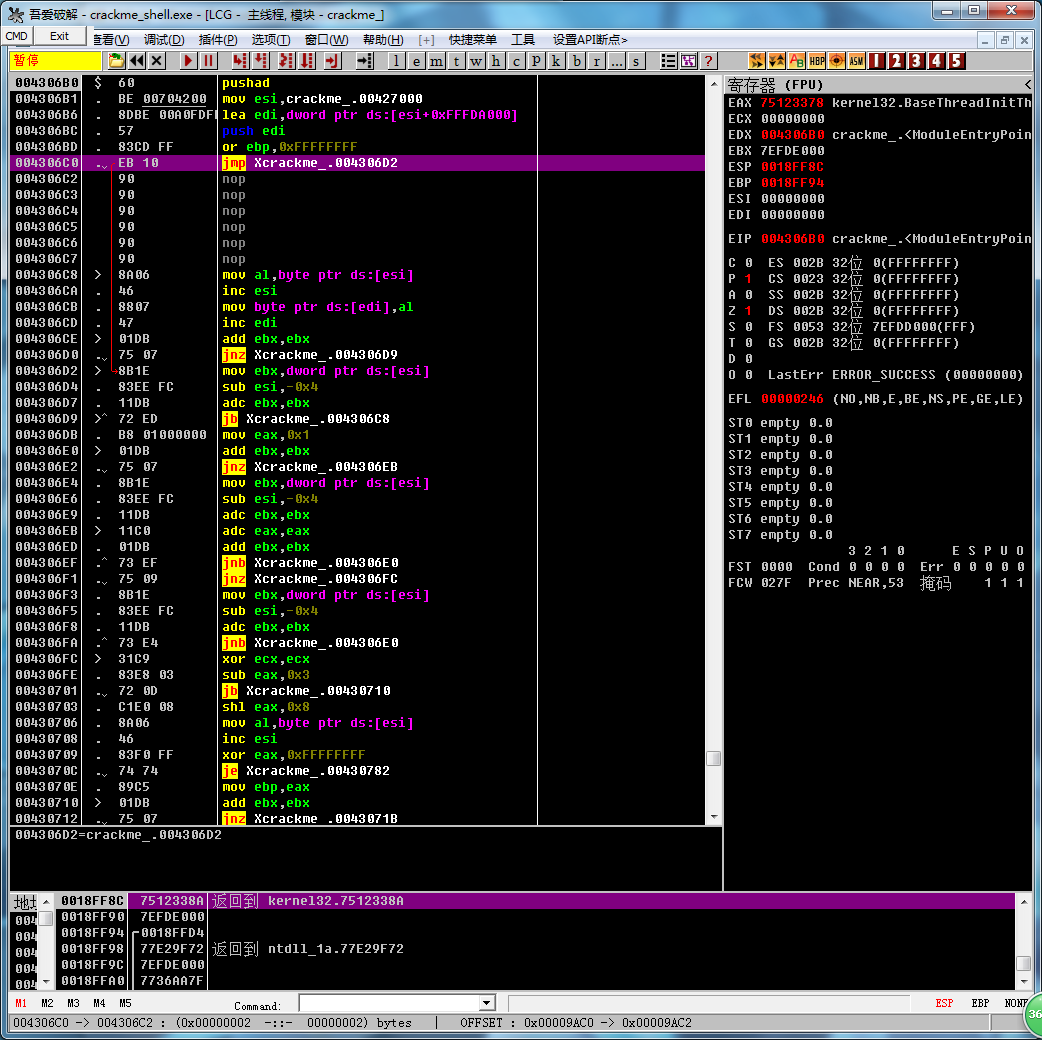 吾爱破解 - crackme_shell.exe - [LCG - 主线程, 模块 - crackme_]
CMD Exit 查看(V) 调试(D) 插件(P) 选项(T) 窗口(W) 帮助(H) [+] 快捷菜单 工具 设置API断点>
暂停 l e m t w h c p k b r ... s ? HBP ASM 1 2 3 4 5
004306B0 $ 60 pushad
004306B1 . BE 00704200 mov esi,crackme_.00427000
004306B6 . 8DBE 00A0FDFF lea edi,dword ptr ds:[esi+0xFFFDA000]
004306BC . 57 push edi
004306BD . 83CD FF or ebp,0xFFFFFFFF
004306C0 . EB 10 jmp Xcrackme_.004306D2
004306C2 90 nop
004306C3 90 nop
004306C4 90 nop
004306C5 90 nop
004306C6 90 nop
004306C7 90 nop
004306C8 > 8A06 mov al,byte ptr ds:[esi]
004306CA . 46 inc esi
004306CB . 8807 mov byte ptr ds:[edi],al
004306CD . 47 inc edi
004306CE > 01DB add ebx,ebx
004306D0 . 75 07 jnz Xcrackme_.004306D9
004306D2 > 8B1E mov ebx,dword ptr ds:[esi]
004306D4 . 83EE FC sub esi,-0x4
004306D7 . 11DB adc ebx,ebx
004306D9 >^ 72 ED jb Xcrackme_.004306C8
004306DB . B8 01000000 mov eax,0x1
004306E0 > 01DB add ebx,ebx
004306E2 . 75 07 jnz Xcrackme_.004306EB
004306E4 . 8B1E mov ebx,dword ptr ds:[esi]
004306E6 . 83EE FC sub esi,-0x4
004306E9 . 11DB adc ebx,ebx
004306EB > 11C0 adc eax,eax
004306ED . 01DB add ebx,ebx
004306EF .^ 73 EF jnb Xcrackme_.004306E0
004306F1 . 75 09 jnz Xcrackme_.004306FC
004306F3 . 8B1E mov ebx,dword ptr ds:[esi]
004306F5 . 83EE FC sub esi,-0x4
004306F8 . 11DB adc ebx,ebx
004306FA .^ 73 E4 jnb Xcrackme_.004306E0
004306FC > 31C9 xor ecx,ecx
004306FE . 83E8 03 sub eax,0x3
00430701 . 72 0D jb Xcrackme_.00430710
00430703 . C1E0 08 shl eax,0x8
00430706 . 8A06 mov al,byte ptr ds:[esi]
00430708 . 46 inc esi
00430709 . 83F0 FF xor eax,0xFFFFFFFF
0043070C . 74 74 je Xcrackme_.00430782
0043070E . 89C5 mov ebp,eax
00430710 > 01DB add ebx,ebx
00430712 . 75 07 jnz Xcrackme_.0043071B
004306D2=crackme_.004306D2
寄存器 (FPU) <
EAX 75123378 kernel32.BaseThreadInitTh
ECX 00000000
EDX 004306B0 crackme_.<ModuleEntryPoin
EBX 7EFDE000
ESP 0018FF8C
EBP 0018FF94
ESI 00000000
EDI 00000000
EIP 004306B0 crackme_.<ModuleEntryPoin
C 0 ES 002B 32位 0(FFFFFFFF)
P 1 CS 0023 32位 0(FFFFFFFF)
A 0 SS 002B 32位 0(FFFFFFFF)
Z 1 DS 002B 32位 0(FFFFFFFF)
S 0 FS 0053 32位 7EFDD000(FFF)
T 0 GS 002B 32位 0(FFFFFFFF)
D 0
O 0 LastErr ERROR_SUCCESS (00000000)
EFL 00000246 (NO,NB,E,BE,NS,PE,GE,LE)
ST0 empty 0.0
ST1 empty 0.0
ST2 empty 0.0
ST3 empty 0.0
ST4 empty 0.0
ST5 empty 0.0
ST6 empty 0.0
ST7 empty 0.0
3 2 1 0 E S P U O
FST 0000 Cond 0 0 0 0 Err 0 0 0 0 0
FCW 027F Prec NEAR,53 掩码 1 1 1
0018FF8C 7512338A 返回到 kernel32.7512338A
004 0018FF90 7EFDE000
004 0018FF94 0018FFD4
004 0018FF98 77E29F72 返回到 ntdll_1a.77E29F72
004 0018FF9C 7EFDE000
004 0018FFA0 7736AA7F
M1 M2 M3 M4 M5 Command: ESP EBP NONE
004306C0 -> 004306C2 : (0x00000002 -::- 00000002) bytes | OFFSET : 0x00009AC0 -> 0x00009AC2
36